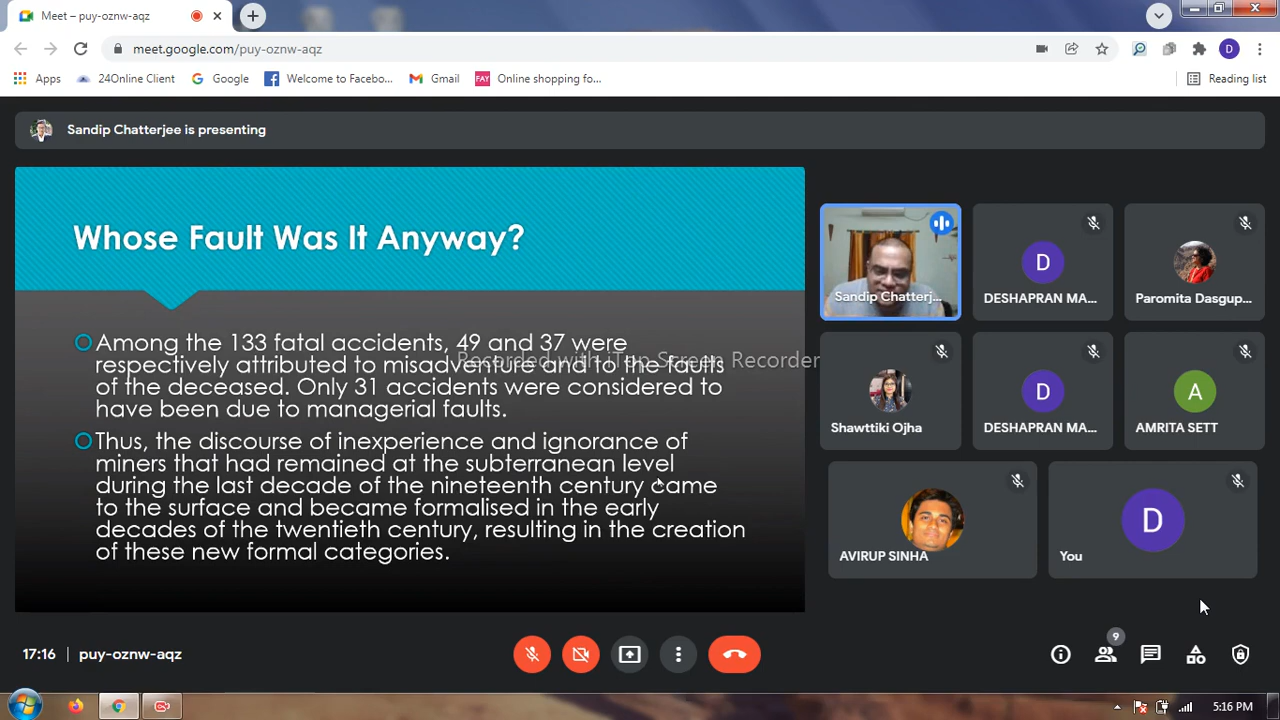 Meet – puy-oznw-aqz
meet.google.com/puy-oznw-aqz
D
Apps
24Online Client
Google
Welcome to Facebo...
Gmail
FAY
Online shopping fo...
Reading list
Sandip Chatterjee is presenting
Whose Fault Was It Anyway?
Among the 133 fatal accidents, 49 and 37 were
respectively attributed to misadventure and to the faults
of the deceased. Only 31 accidents were considered to
have been due to managerial faults.
Thus, the discourse of inexperience and ignorance of
miners that had remained at the subterranean level
during the last decade of the nineteenth century came
to the surface and became formalised in the early
decades of the twentieth century, resulting in the creation
of these new formal categories.
Recorded with iTop Screen Recorder
Sandip Chatterj...
D
DESHAPRAN MA...
Paromita Dasgup...
Shawttiki Ojha
D
DESHAPRAN MA...
A
AMRITA SETT
AVIRUP SINHA
D
You
17:16 | puy-oznw-aqz
9
5:16 PM